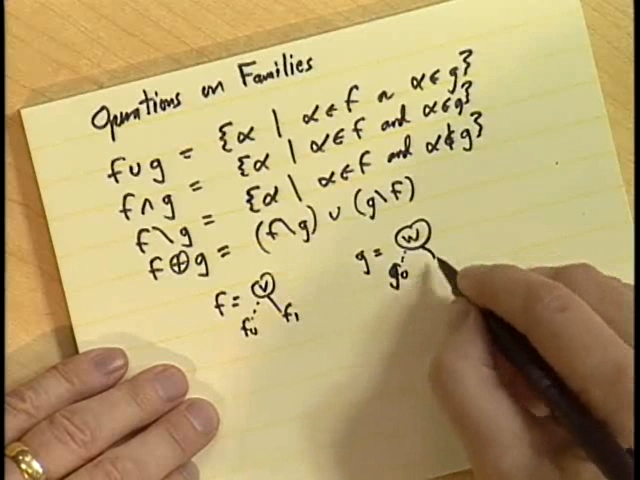 Operations on Families
f ∪ g = {α | α ∈ f or α ∈ g}
f ∩ g = {α | α ∈ f and α ∈ g}
f \ g = {α | α ∈ f and α ∉ g}
f ⊕ g = (f \ g) ∪ (g \ f)
f = v f0 f1
g = w g0